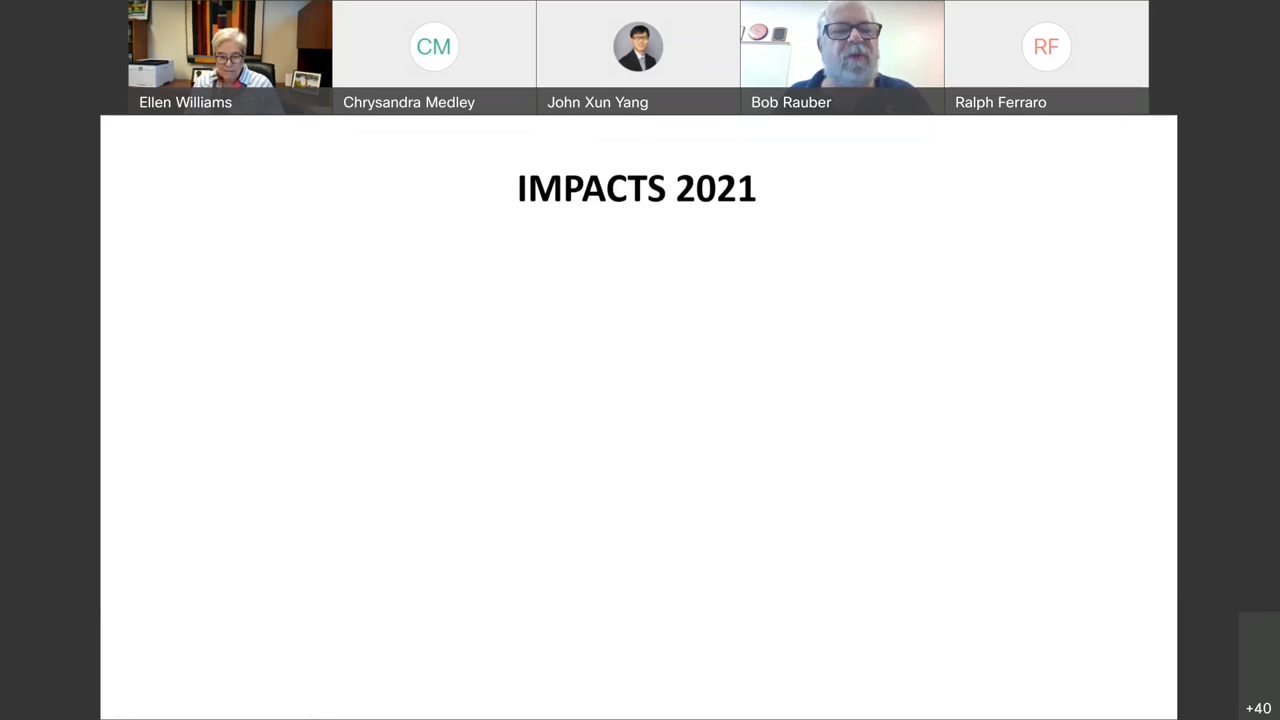 CM
RF
Ellen Williams
Chrysandra Medley
John Xun Yang
Bob Rauber
Ralph Ferraro
IMPACTS 2021
+40